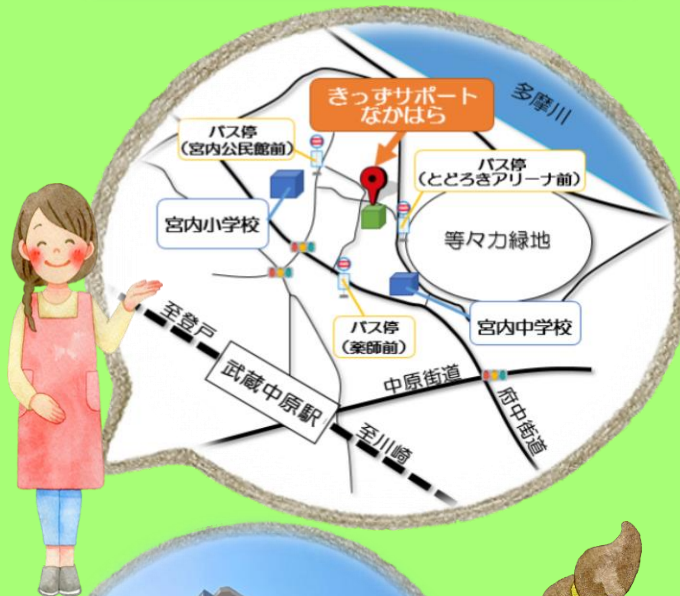 多摩川
きっずサポート
なかはら
バス停
(宮内公民館前)
バス停
(とどろきアリーナ前)
宮内小学校
等々力緑地
宮内中学校
バス停
(薬師前)
至登戸
武蔵中原駅
中原街道
府中街道
至川崎